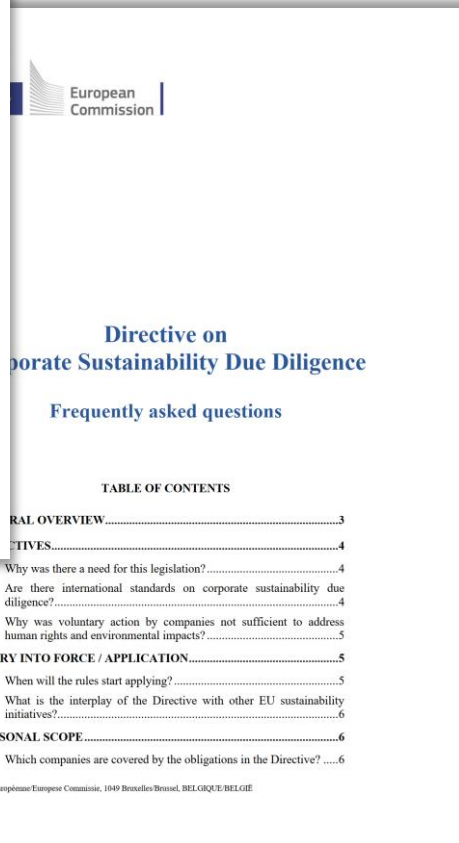 European
Commission
Directive on
porate Sustainability Due Diligence
Frequently asked questions
TABLE OF CONTENTS
RAL OVERVIEW...3
CTIVES...4
Why was there a need for this legislation?...4
Are there international standards on corporate sustainability due
diligence?...4
Why was voluntary action by companies not sufficient to address
human rights and environmental impacts?...5
RY INTO FORCE / APPLICATION...5
When will the rules start applying?...5
What is the interplay of the Directive with other EU sustainability
initiatives?...6
SONAL SCOPE...6
Which companies are covered by the obligations in the Directive? .....6
ropéenne/Europese Commissie, 1049 Bruxelles/Brussel, BELGIQUE/BELGIË